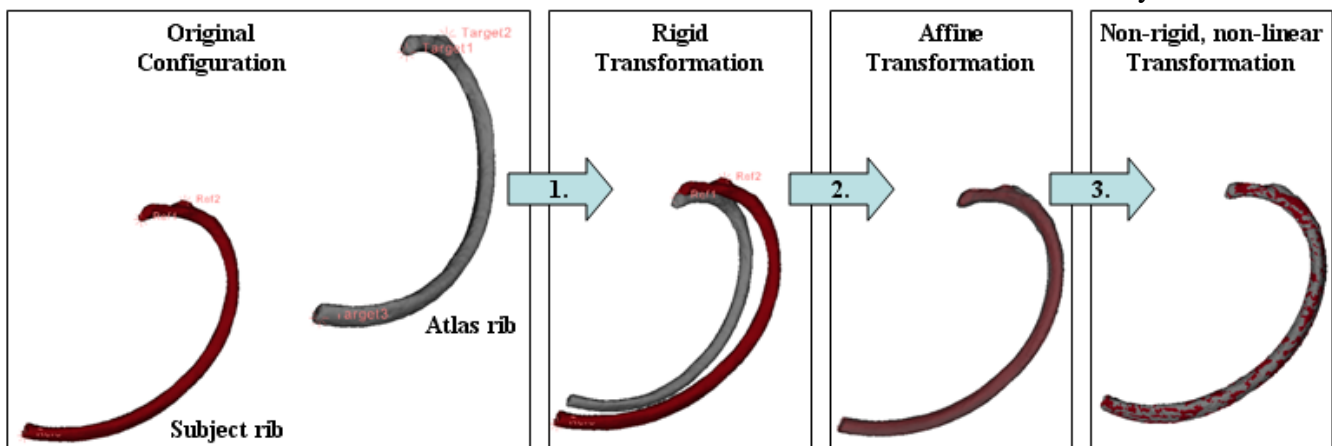 Original
Configuration
Target2
Target1
Ref2
Ref1
Target3
Atlas rib
Subject rib
1.
Rigid
Transformation
Ref2
Ref1
2.
Affine
Transformation
3.
Non-rigid, non-linear
Transformation